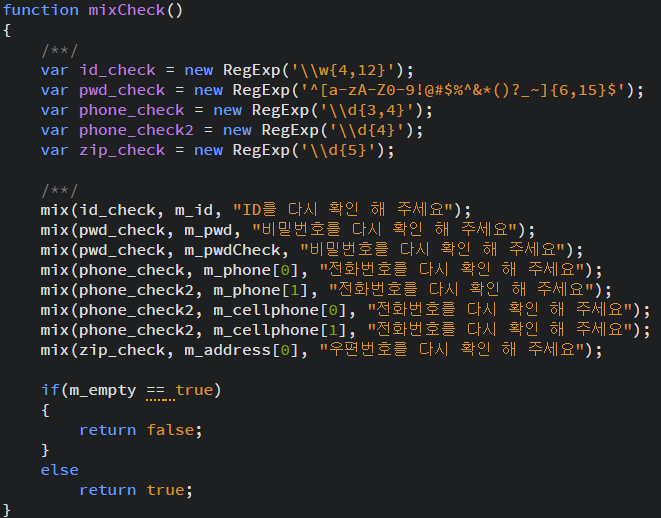 function mixCheck()
{
    /**/
    var id_check = new RegExp('\\w{4,12}');
    var pwd_check = new RegExp('^[a-zA-Z0-9!@#$%^&*()?_~]{6,15}$');
    var phone_check = new RegExp('\\d{3,4}');
    var phone_check2 = new RegExp('\\d{4}');
    var zip_check = new RegExp('\\d{5}');

    /**/
    mix(id_check, m_id, "ID를 다시 확인 해 주세요");
    mix(pwd_check, m_pwd, "비밀번호를 다시 확인 해 주세요");
    mix(pwd_check, m_pwdCheck, "비밀번호를 다시 확인 해 주세요");
    mix(phone_check, m_phone[0], "전화번호를 다시 확인 해 주세요");
    mix(phone_check2, m_phone[1], "전화번호를 다시 확인 해 주세요");
    mix(phone_check2, m_cellphone[0], "전화번호를 다시 확인 해 주세요");
    mix(phone_check2, m_cellphone[1], "전화번호를 다시 확인 해 주세요");
    mix(zip_check, m_address[0], "우편번호를 다시 확인 해 주세요");

    if(m_empty == true)
    {
        return false;
    }
    else
        return true;
}